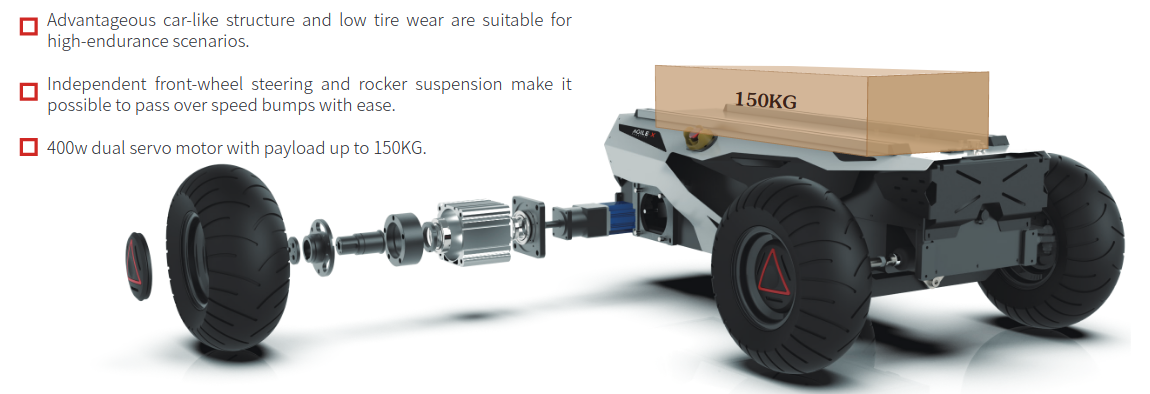 Advantageous car-like structure and low tire wear are suitable for
high-endurance scenarios.
Independent front-wheel steering and rocker suspension make it
possible to pass over speed bumps with ease.
400w dual servo motor with payload up to 150KG.
150KG
AGILE X